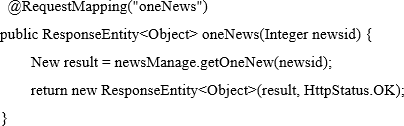 @RequestMapping("oneNews")
public ResponseEntity<Object> oneNews(Integer newsid) {
New result = newsManage.getOneNew(newsid);
return new ResponseEntity<Object>(result, HttpStatus.OK);
}